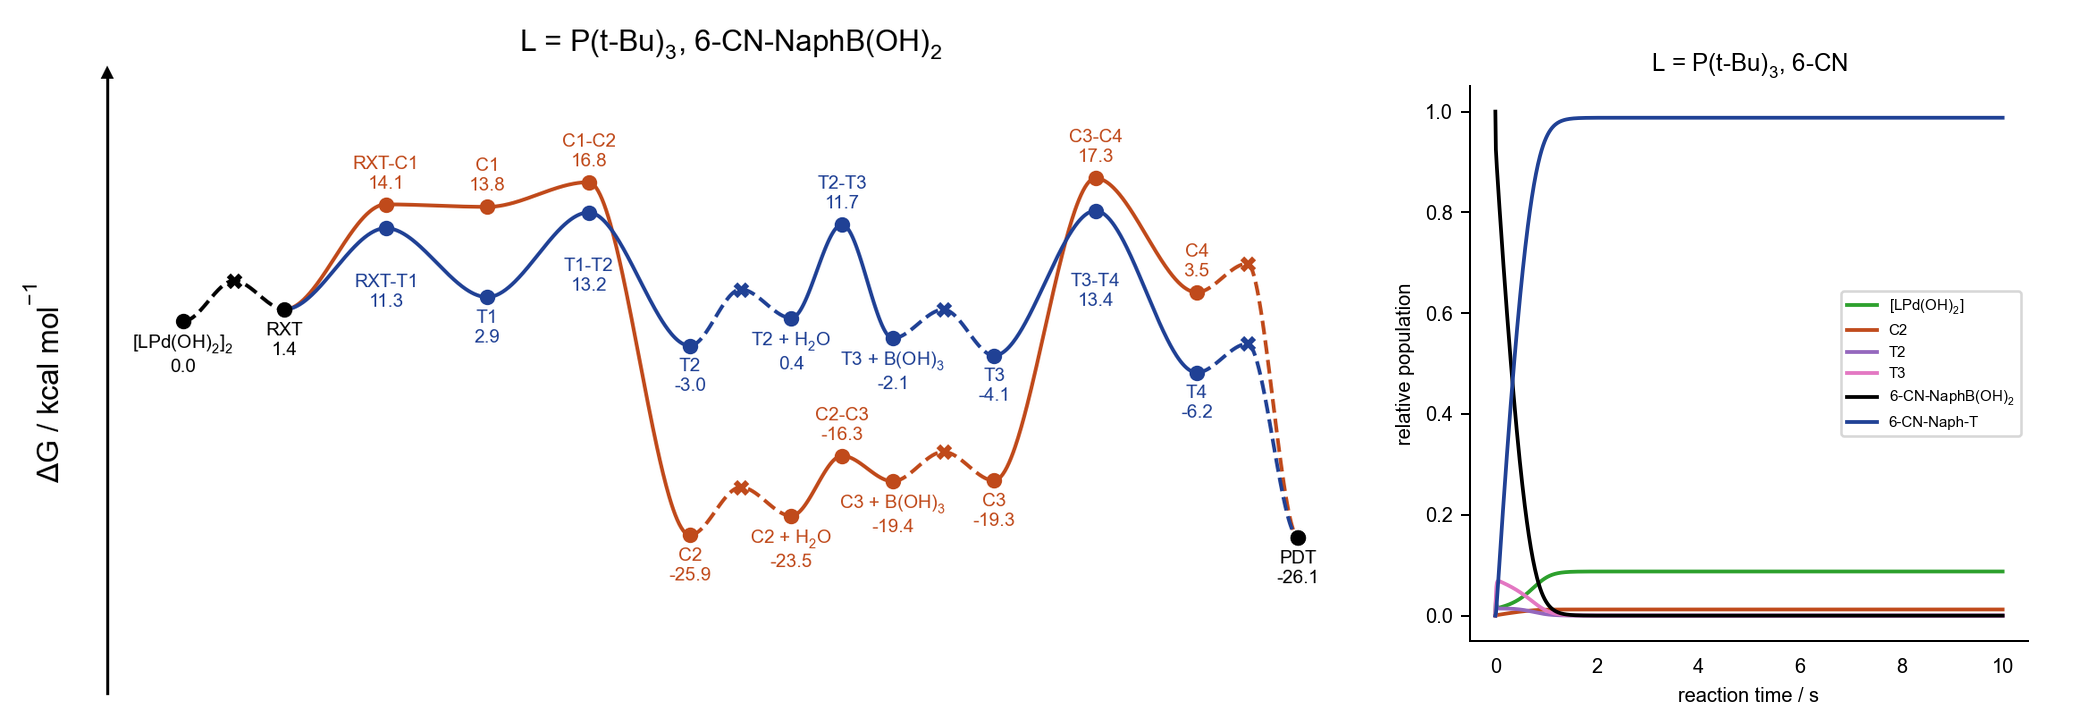 L = P(t-Bu)₃, 6-CN-NaphB(OH)₂
ΔG / kcal mol⁻¹
[LPd(OH)₂]₂
0.0
RXT
1.4
RXT-C1
14.1
C1
13.8
C1-C2
16.8
RXT-T1
11.3
T1
2.9
T1-T2
13.2
T2
-3.0
T2 + H₂O
0.4
T2-T3
11.7
T3 + B(OH)₃
-2.1
T3
-4.1
T3-T4
13.4
T4
-6.2
C2
-25.9
C2 + H₂O
-23.5
C2-C3
-16.3
C3 + B(OH)₃
-19.4
C3
-19.3
C3-C4
17.3
C4
3.5
PDT
-26.1
L = P(t-Bu)₃, 6-CN
relative population
1.0
0.8
0.6
0.4
0.2
0.0
0 2 4 6 8 10
reaction time / s
[LPd(OH)₂]
C2
T2
T3
6-CN-NaphB(OH)₂
6-CN-Naph-T